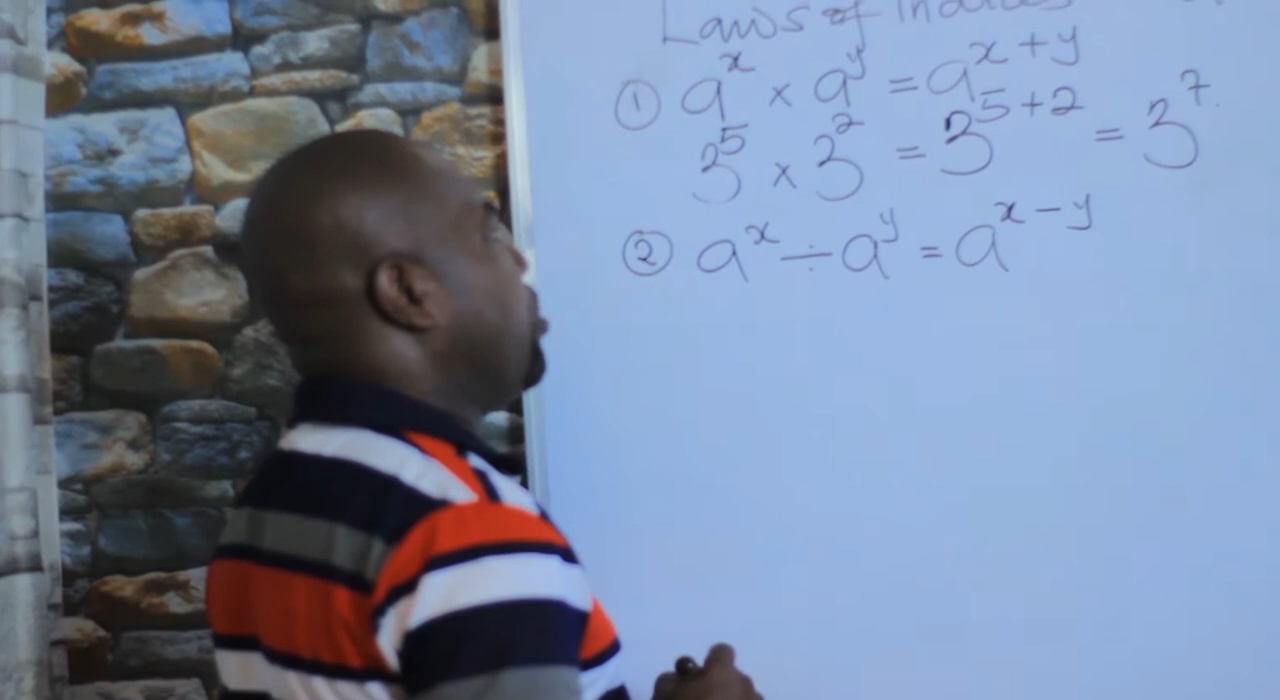 Laws of Indices
① a^x × a^y = a^{x+y}
3^5 × 3^2 = 3^{5+2} = 3^7.
② a^x ÷ a^y = a^{x-y}